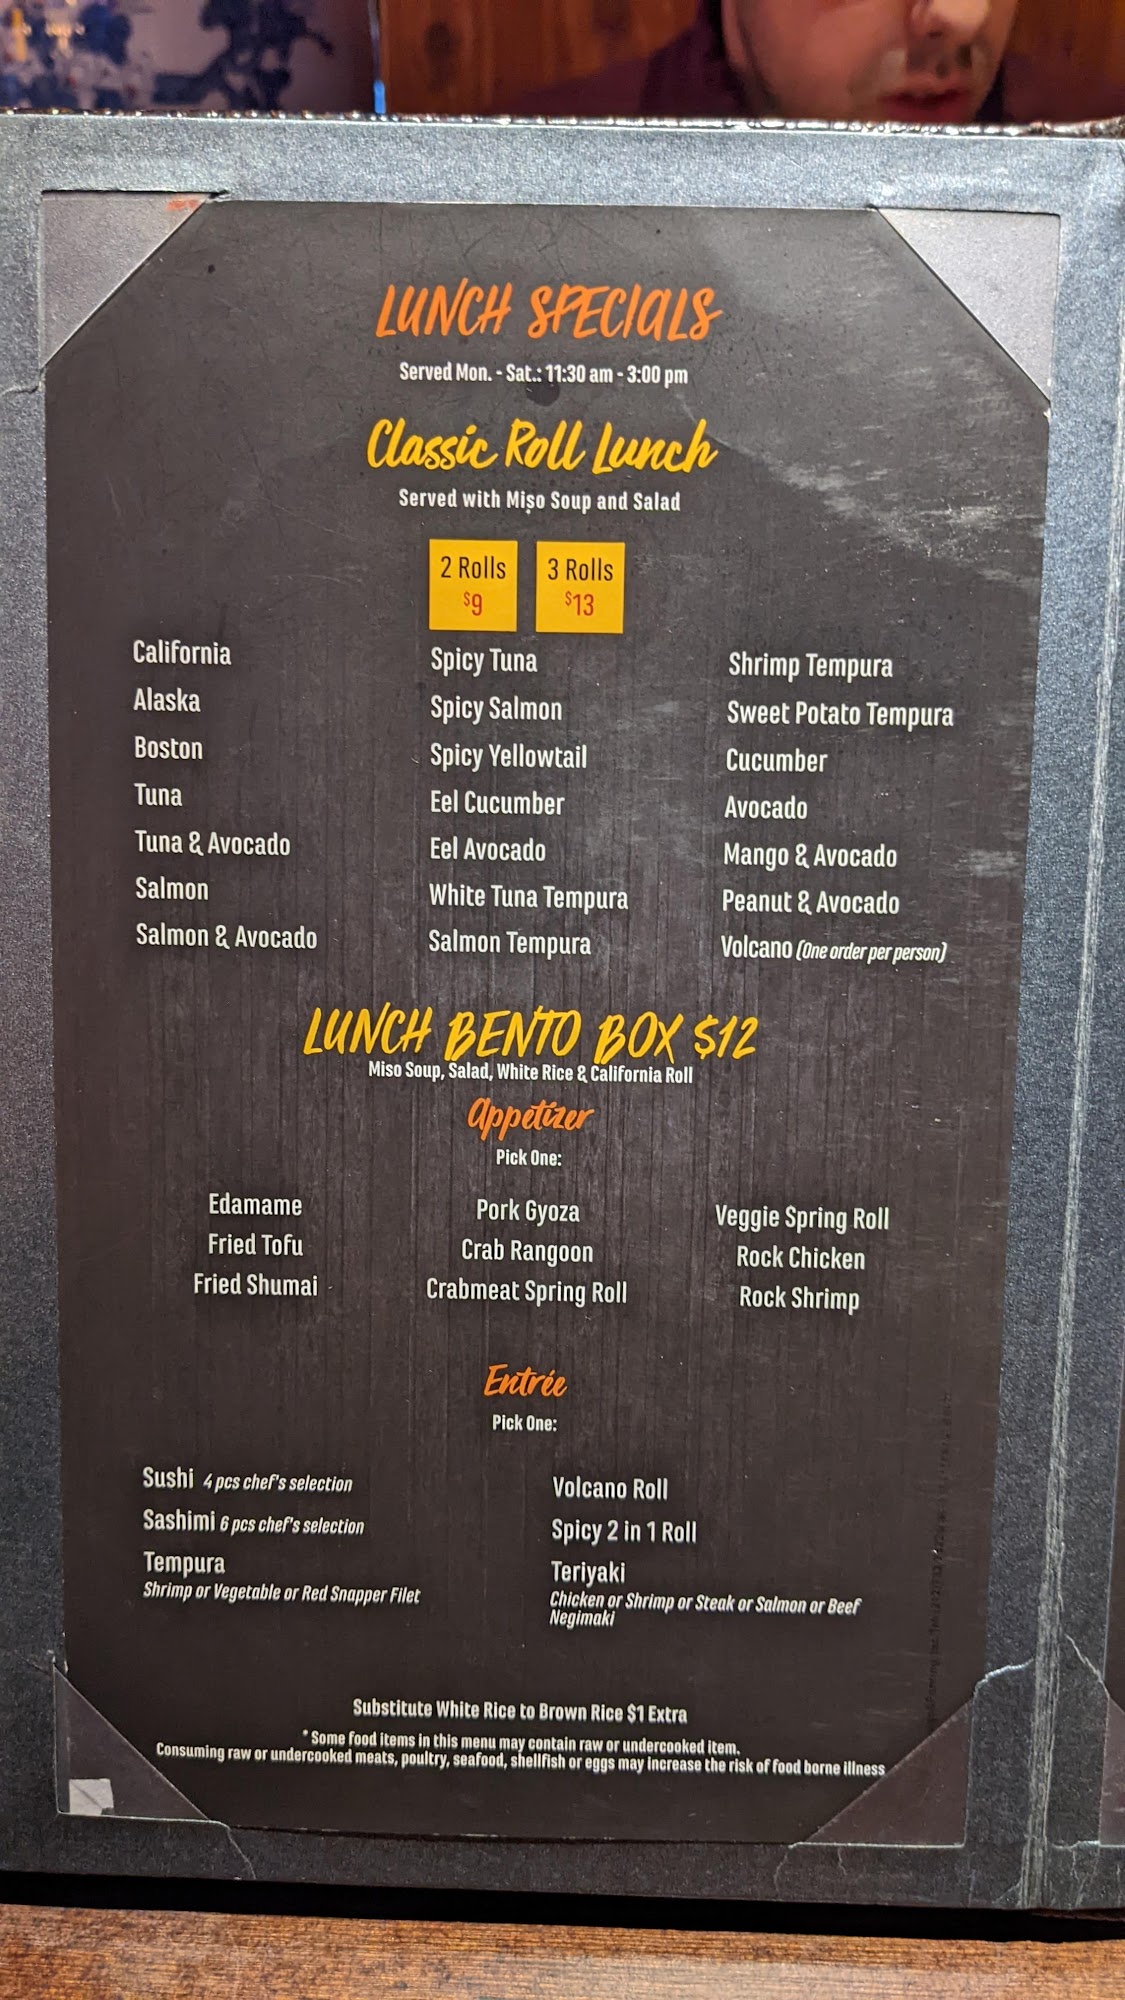 LUNCH SPECIALS
Served Mon. - Sat.: 11:30 am - 3:00 pm
Classic Roll Lunch
Served with Miso Soup and Salad
2 Rolls
$9
3 Rolls
$13
California
Alaska
Boston
Tuna
Tuna & Avocado
Salmon
Salmon & Avocado
Spicy Tuna
Spicy Salmon
Spicy Yellowtail
Eel Cucumber
Eel Avocado
White Tuna Tempura
Salmon Tempura
Shrimp Tempura
Sweet Potato Tempura
Cucumber
Avocado
Mango & Avocado
Peanut & Avocado
Volcano (One order per person)
LUNCH BENTO BOX $12
Miso Soup, Salad, White Rice & California Roll
Appetizer
Pick One:
Edamame
Fried Tofu
Fried Shumai
Pork Gyoza
Crab Rangoon
Crabmeat Spring Roll
Veggie Spring Roll
Rock Chicken
Rock Shrimp
Entrée
Pick One:
Sushi 4 pcs chef's selection
Sashimi 6 pcs chef's selection
Tempura
Shrimp or Vegetable or Red Snapper Filet
Volcano Roll
Spicy 2 in 1 Roll
Teriyaki
Chicken or Shrimp or Steak or Salmon or Beef
Negimaki
Substitute White Rice to Brown Rice $1 Extra
* Some food items in this menu may contain raw or undercooked item.
Consuming raw or undercooked meats, poultry, seafood, shellfish or eggs may increase the risk of food borne illness